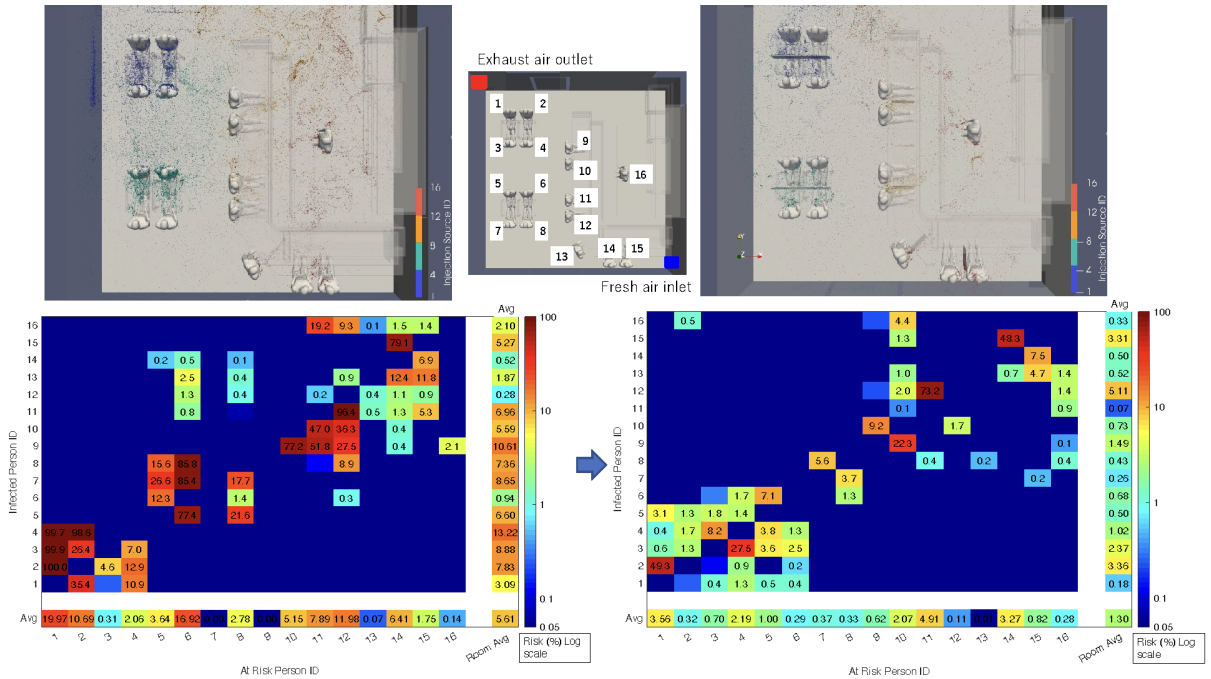 16
12
8
4
1
Injection Source ID
Exhaust air outlet
1 2
3 4
9
10
5 6
16
11
7 8
12
13 14 15
Fresh air inlet
16
12
8
4
1
Injection Source ID
Y
Z
Avg
16 19.2 9.3 0.1 1.5 1.4 2.10
15 79.1 5.27
14 0.2 0.5 0.1 6.9 0.52
13 2.5 0.4 0.9 12.4 11.8 1.87
12 1.3 0.4 0.2 0.4 1.1 0.9 0.28
11 0.8 96.4 0.5 1.3 5.3 6.96
10 47.0 36.3 0.4 5.59
9 77.2 51.8 27.5 0.4 2.1 10.61
8 15.6 85.8 8.9 7.36
7 26.6 85.4 17.7 8.65
6 12.3 1.4 0.3 0.94
5 77.4 21.6 6.60
4 99.7 98.6 13.22
3 99.9 26.4 7.0 8.88
2 100.0 4.6 12.9 7.83
1 35.4 10.9 3.09
Avg 19.97 10.69 0.31 2.06 3.64 16.92 2.78 5.15 7.89 11.98 0.07 6.41 1.75 0.14 5.61
1 2 3 4 5 6 7 8 9 10 11 12 13 14 15 16 Room Avg
Infected Person ID
At Risk Person ID
100
10
1
0.1
0.05
Risk (%) Log
scale
Avg
16 0.5 4.4 0.33
15 1.3 48.3 3.31
14 7.5 0.50
13 1.0 0.7 4.7 1.4 0.52
12 2.0 73.2 1.4 5.11
11 0.1 0.9 0.07
10 9.2 1.7 0.73
9 22.3 0.1 1.49
8 5.6 0.4 0.2 0.4 0.43
7 3.7 0.2 0.26
6 1.7 7.1 1.3 0.68
5 3.1 1.3 1.8 1.4 0.50
4 0.4 1.7 8.2 3.8 1.3 1.02
3 0.6 1.3 27.5 3.6 2.5 2.37
2 49.3 0.9 0.2 3.36
1 0.4 1.3 0.5 0.4 0.18
Avg 3.56 0.32 0.70 2.19 1.00 0.29 0.37 0.33 0.62 2.07 4.91 0.11 3.27 0.82 0.28 1.30
1 2 3 4 5 6 7 8 9 10 11 12 13 14 15 16 Room Avg
Infected Person ID
At Risk Person ID
100
10
1
0.1
0.05
Risk (%) Log
scale